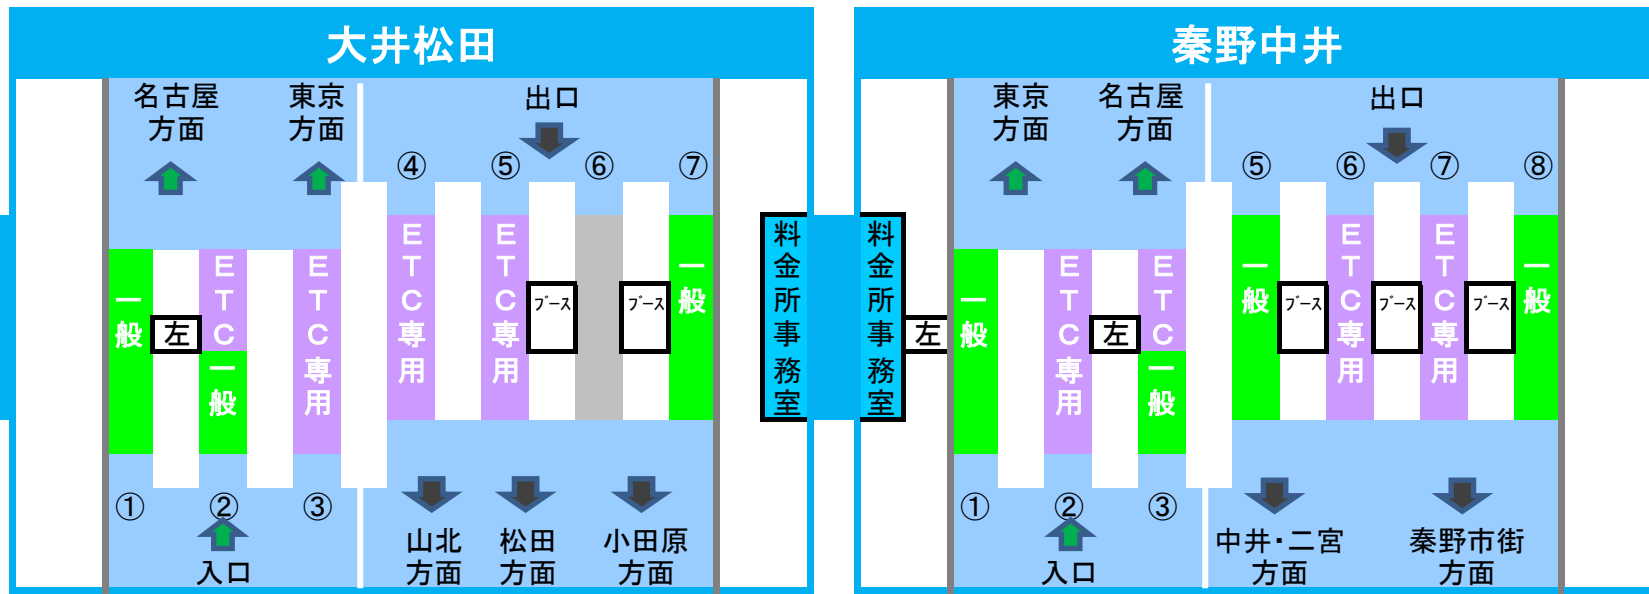 大井松田
名古屋
方面
東京
方面
出口
④
⑤
⑥
⑦
一般
左
ETC
一般
ETC専用
ETC専用
ETC専用
ブース
ブース
一般
料金所事務室
①
②
③
入口
山北
方面
松田
方面
小田原
方面
秦野中井
東京
方面
名古屋
方面
出口
⑤
⑥
⑦
⑧
料金所事務室
左
一般
ETC専用
左
ETC
一般
一般
ブース
ETC専用
ブース
ETC専用
ブース
一般
①
②
③
入口
中井・二宮
方面
秦野市街
方面